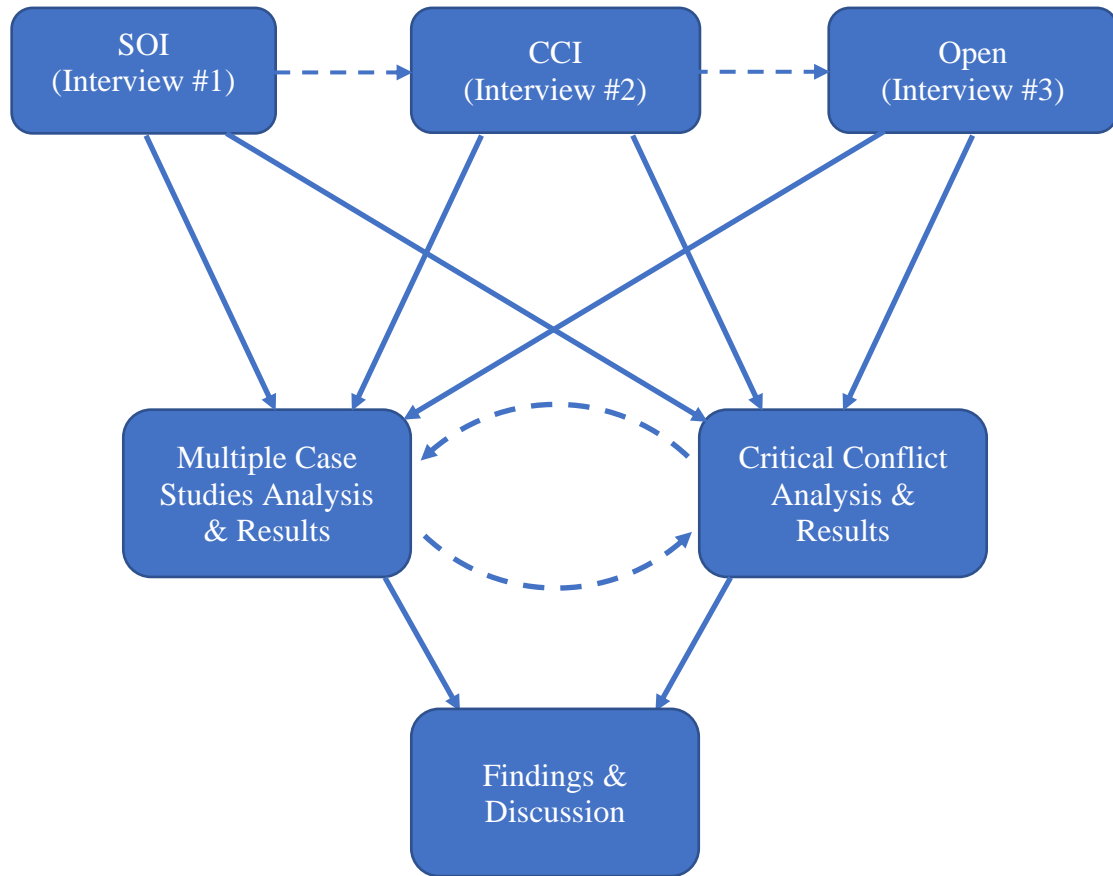 SOI
(Interview #1)
CCI
(Interview #2)
Open
(Interview #3)
Multiple Case
Studies Analysis
& Results
Critical Conflict
Analysis &
Results
Findings &
Discussion